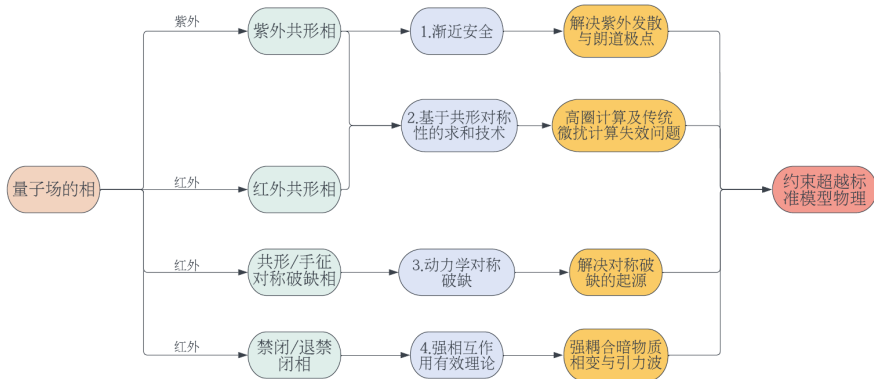 紫外
紫外共形相
1.渐近安全
解决紫外发散
与朗道极点
2.基于共形对称
性的求和技术
高圈计算及传统
微扰计算失效问题
量子场的相
红外
红外共形相
约束超越标
准模型物理
红外
共形/手征
对称破缺相
3.动力学对称
破缺
解决对称破
缺的起源
红外
禁闭/退禁
闭相
4.强相互作
用有效理论
强耦合暗物质
相变与引力波